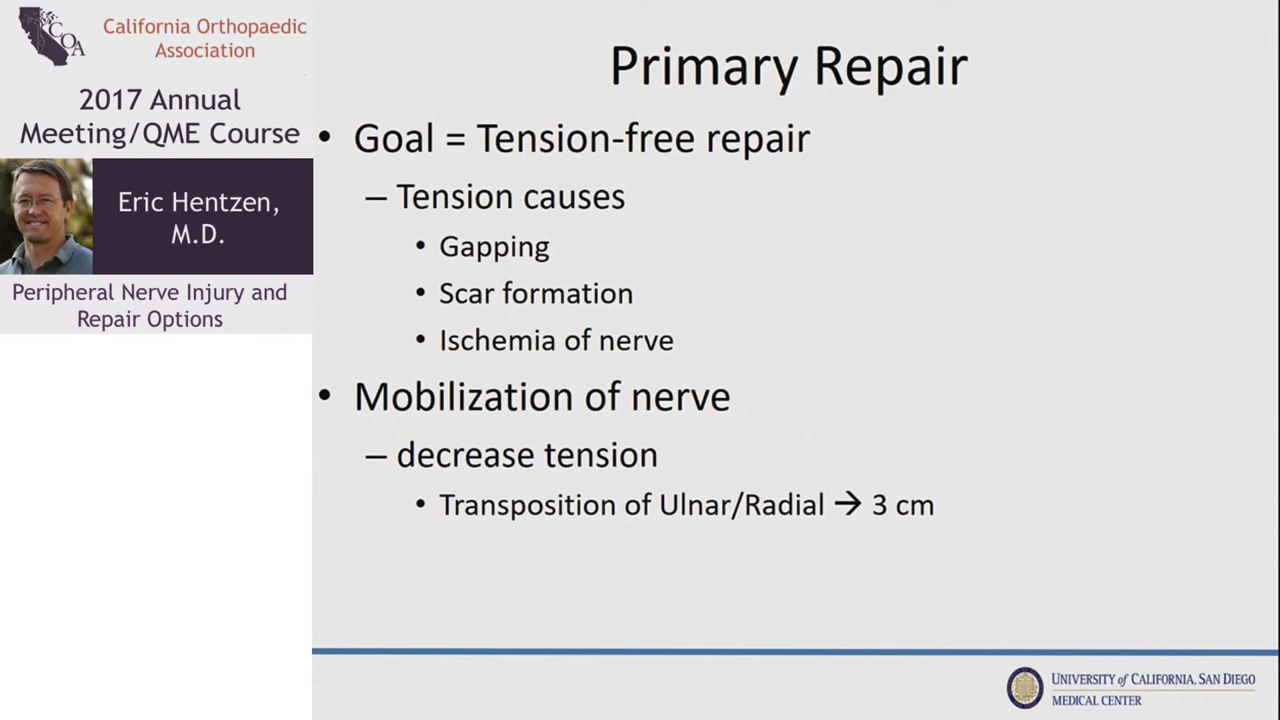 COA
California Orthopaedic
Association
2017 Annual
Meeting/QME Course
Eric Hentzen,
M.D.
Peripheral Nerve Injury and
Repair Options
Primary Repair
• Goal = Tension-free repair
– Tension causes
• Gapping
• Scar formation
• Ischemia of nerve
• Mobilization of nerve
– decrease tension
• Transposition of Ulnar/Radial → 3 cm
UNIVERSITY of CALIFORNIA, SAN DIEGO
MEDICAL CENTER